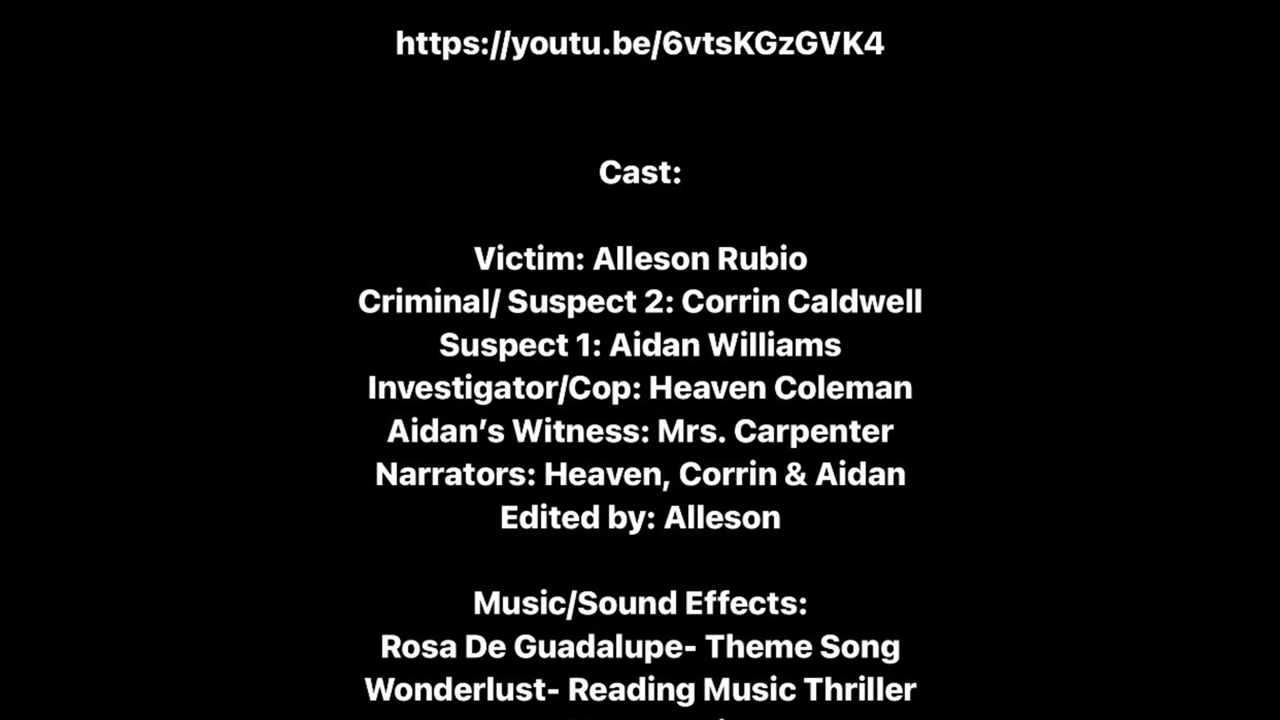 https://youtu.be/6vtsKGzGVK4
Cast:
Victim: Alleson Rubio
Criminal/ Suspect 2: Corrin Caldwell
Suspect 1: Aidan Williams
Investigator/Cop: Heaven Coleman
Aidan’s Witness: Mrs. Carpenter
Narrators: Heaven, Corrin & Aidan
Edited by: Alleson
Music/Sound Effects:
Rosa De Guadalupe- Theme Song
Wonderlust- Reading Music Thriller